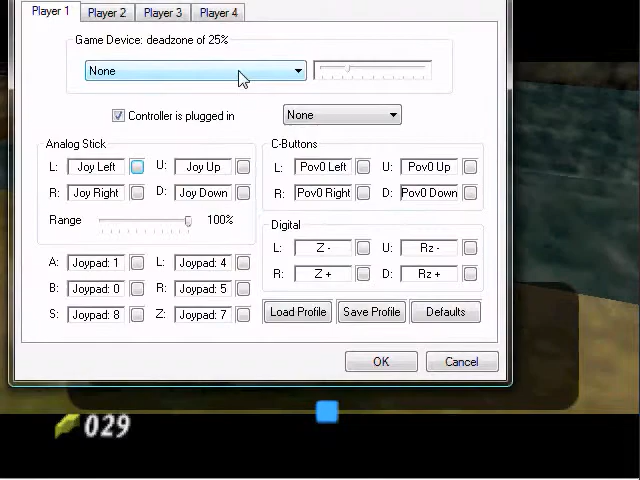 Player 1 Player 2 Player 3 Player 4
Game Device: deadzone of 25%
None
Controller is plugged in None
Analog Stick
L: Joy Left U: Joy Up
R: Joy Right D: Joy Down
Range 100%
C-Buttons
L: Pov0 Left U: Pov0 Up
R: Pov0 Right D: Pov0 Down
Digital
L: Z - U: Rz -
R: Z + D: Rz +
A: Joypad: 1 L: Joypad: 4
B: Joypad: 0 R: Joypad: 5
S: Joypad: 8 Z: Joypad: 7
Load Profile Save Profile Defaults
OK Cancel
029